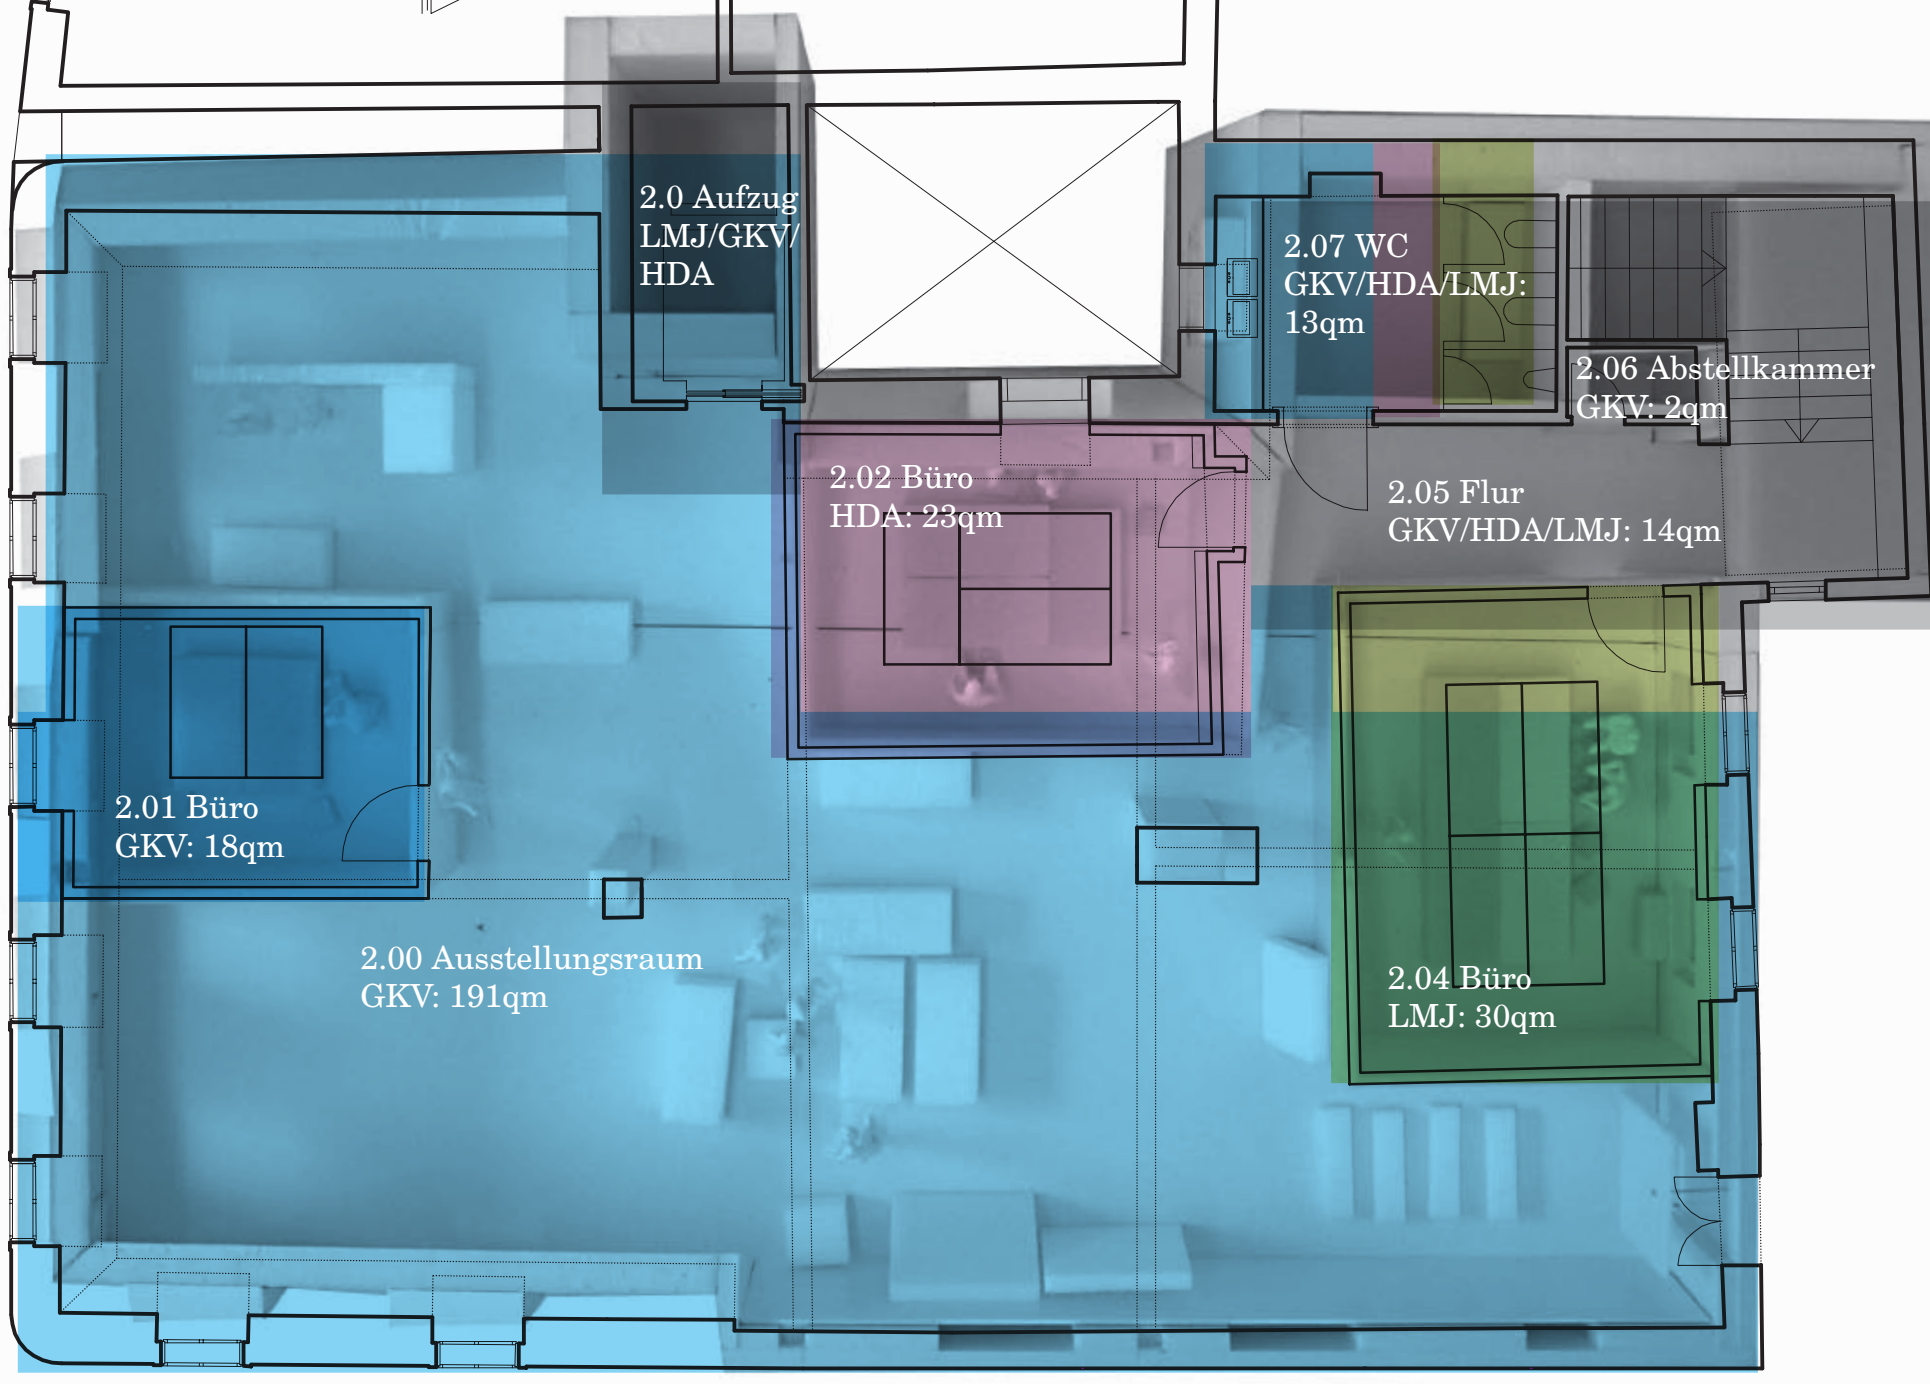 2.0 Aufzug
LMJ/GKV/
HDA
2.07 WC
GKV/HDA/LMJ:
13qm
2.06 Abstellkammer
GKV: 2qm
2.02 Büro
HDA: 23qm
2.05 Flur
GKV/HDA/LMJ: 14qm
2.01 Büro
GKV: 18qm
2.00 Ausstellungsraum
GKV: 191qm
2.04 Büro
LMJ: 30qm